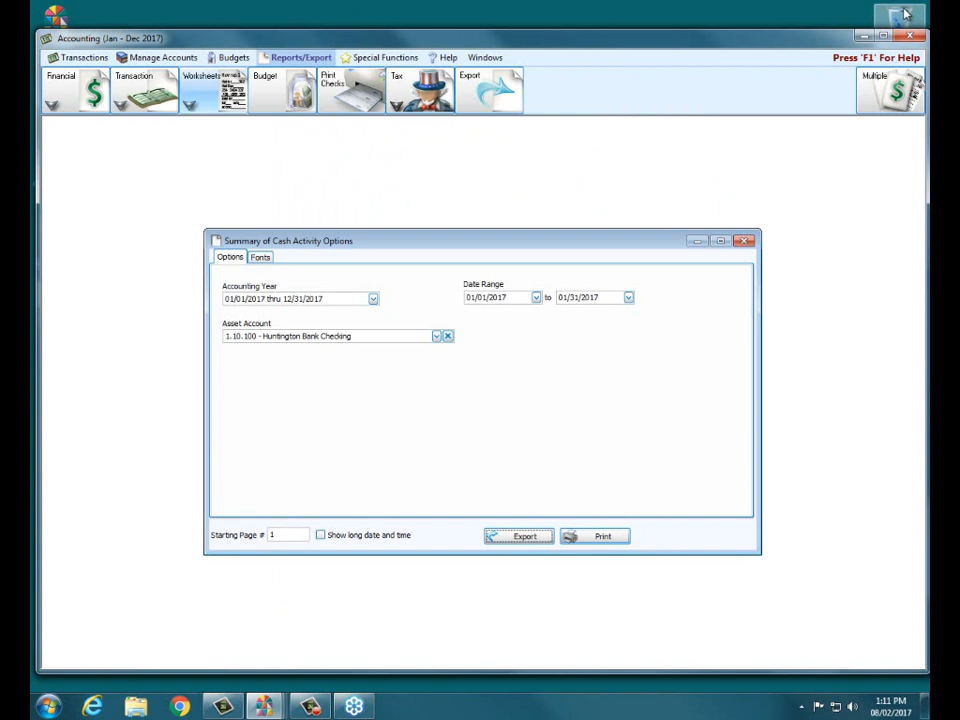 Accounting (Jan - Dec 2017)
Transactions Manage Accounts Budgets Reports/Export Special Functions Help Windows Press 'F1' For Help
Financial Transaction Worksheets Budget Print Checks Tax Export Multiple
Summary of Cash Activity Options
Options Fonts
Accounting Year Date Range
01/01/2017 thru 12/31/2017 01/01/2017 to 01/31/2017
Asset Account
1.10.100 - Huntington Bank Checking
Starting Page # 1 Show long date and time Export Print
1:11 PM
08/02/2017